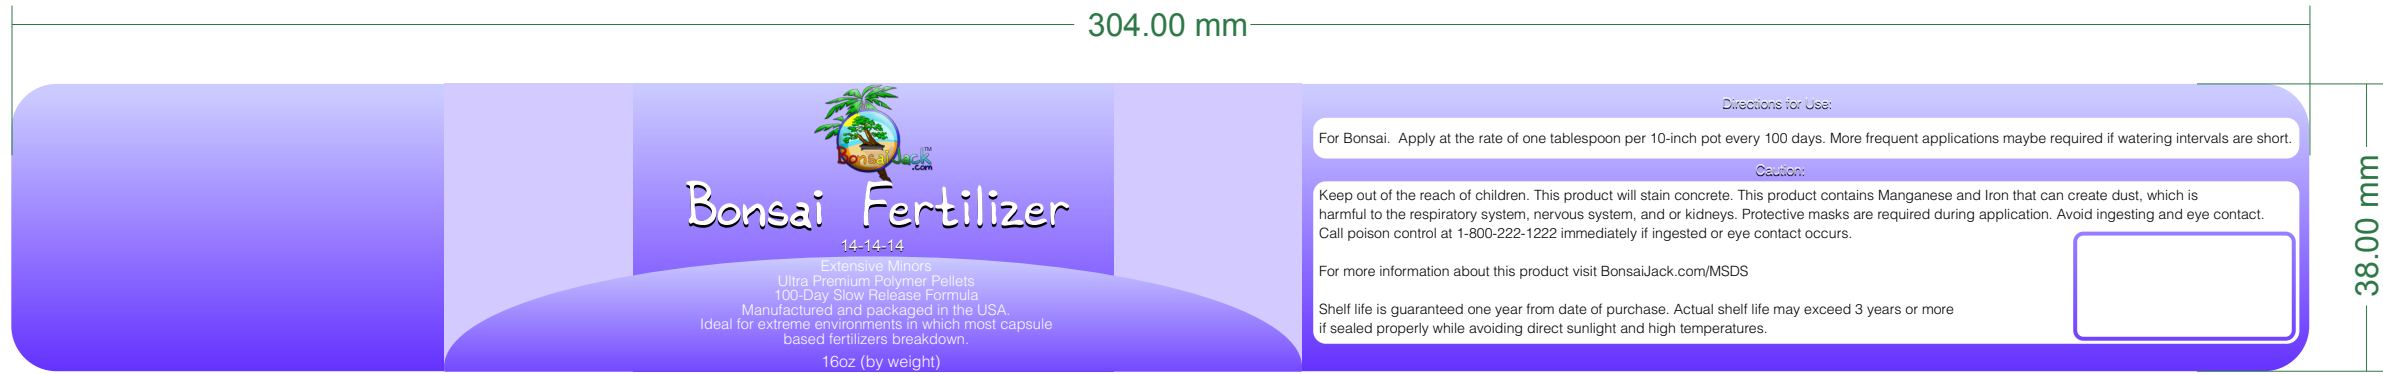 304.00 mm
BonsaiJack
TM
.com
Bonsai Fertilizer
14-14-14
Extensive Minors
Ultra Premium Polymer Pellets
100-Day Slow Release Formula
Manufactured and packaged in the USA.
Ideal for extreme environments in which most capsule
based fertilizers breakdown.
16oz (by weight)
Directions for Use:
For Bonsai.  Apply at the rate of one tablespoon per 10-inch pot every 100 days. More frequent applications maybe required if watering intervals are short.
Caution:
Keep out of the reach of children. This product will stain concrete. This product contains Manganese and Iron that can create dust, which is
harmful to the respiratory system, nervous system, and or kidneys. Protective masks are required during application. Avoid ingesting and eye contact.
Call poison control at 1-800-222-1222 immediately if ingested or eye contact occurs.
For more information about this product visit BonsaiJack.com/MSDS
Shelf life is guaranteed one year from date of purchase. Actual shelf life may exceed 3 years or more
if sealed properly while avoiding direct sunlight and high temperatures.
38.00 mm